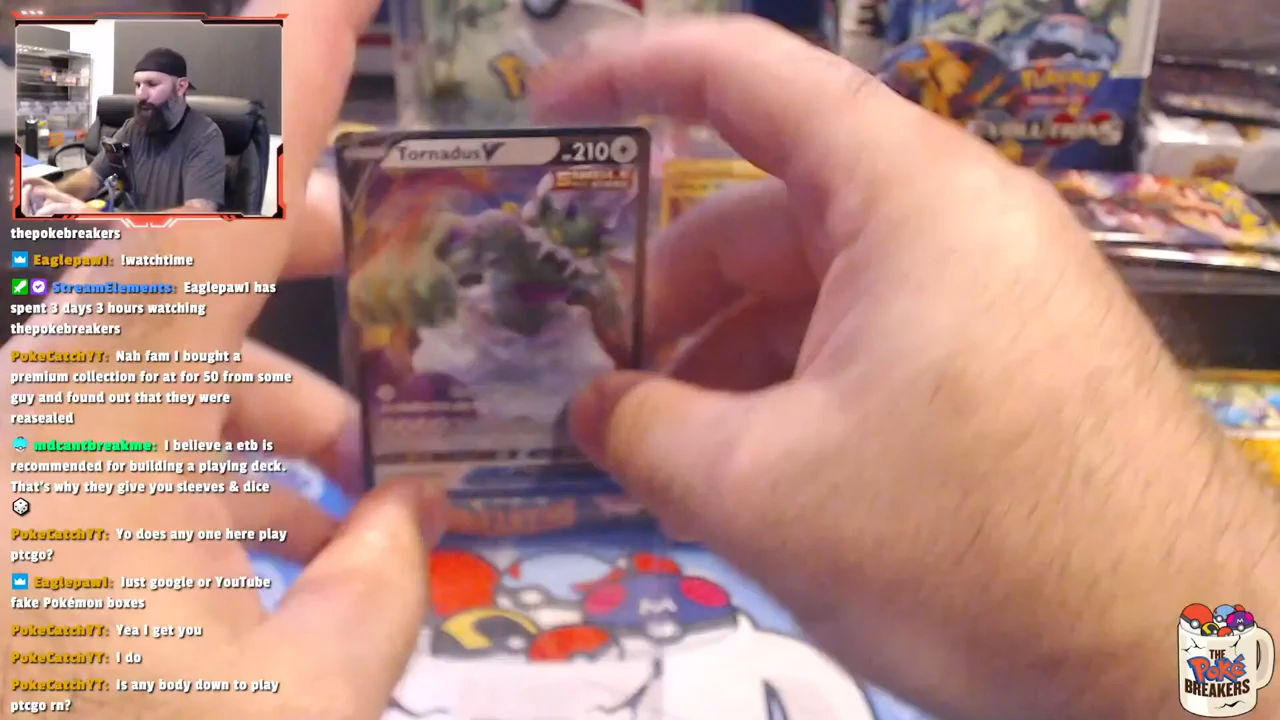 thepokebreakers
Eaglepaw1: !watchtime
StreamElements: Eaglepaw1 has
spent 3 days 3 hours watching
thepokebreakers
PokeCatchYT: Nah fam I bought a
premium collection for at for 50 from some
guy and found out that they were
reasealed
mdcantbreakme: I believe a etb is
recommended for building a playing deck.
That's why they give you sleeves & dice
PokeCatchYT: Yo does any one here play
ptcgo?
Eaglepaw1: Just google or YouTube
fake Pokémon boxes
PokeCatchYT: Yea I get you
PokeCatchYT: I do
PokeCatchYT: Is any body down to play
ptcgo rn?
Tornadus V 210
Pokémon
EVOLUTIONS
M
THE
Poké
BREAKERS